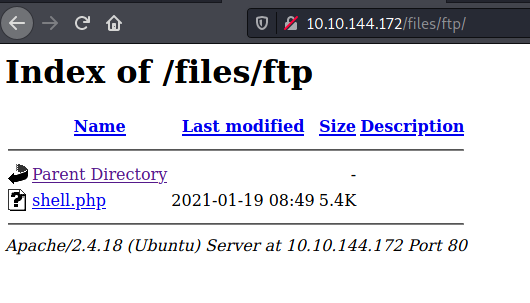 10.10.144.172/files/ftp/
Index of /files/ftp
Name Last modified Size Description
Parent Directory -
shell.php 2021-01-19 08:49 5.4K
Apache/2.4.18 (Ubuntu) Server at 10.10.144.172 Port 80